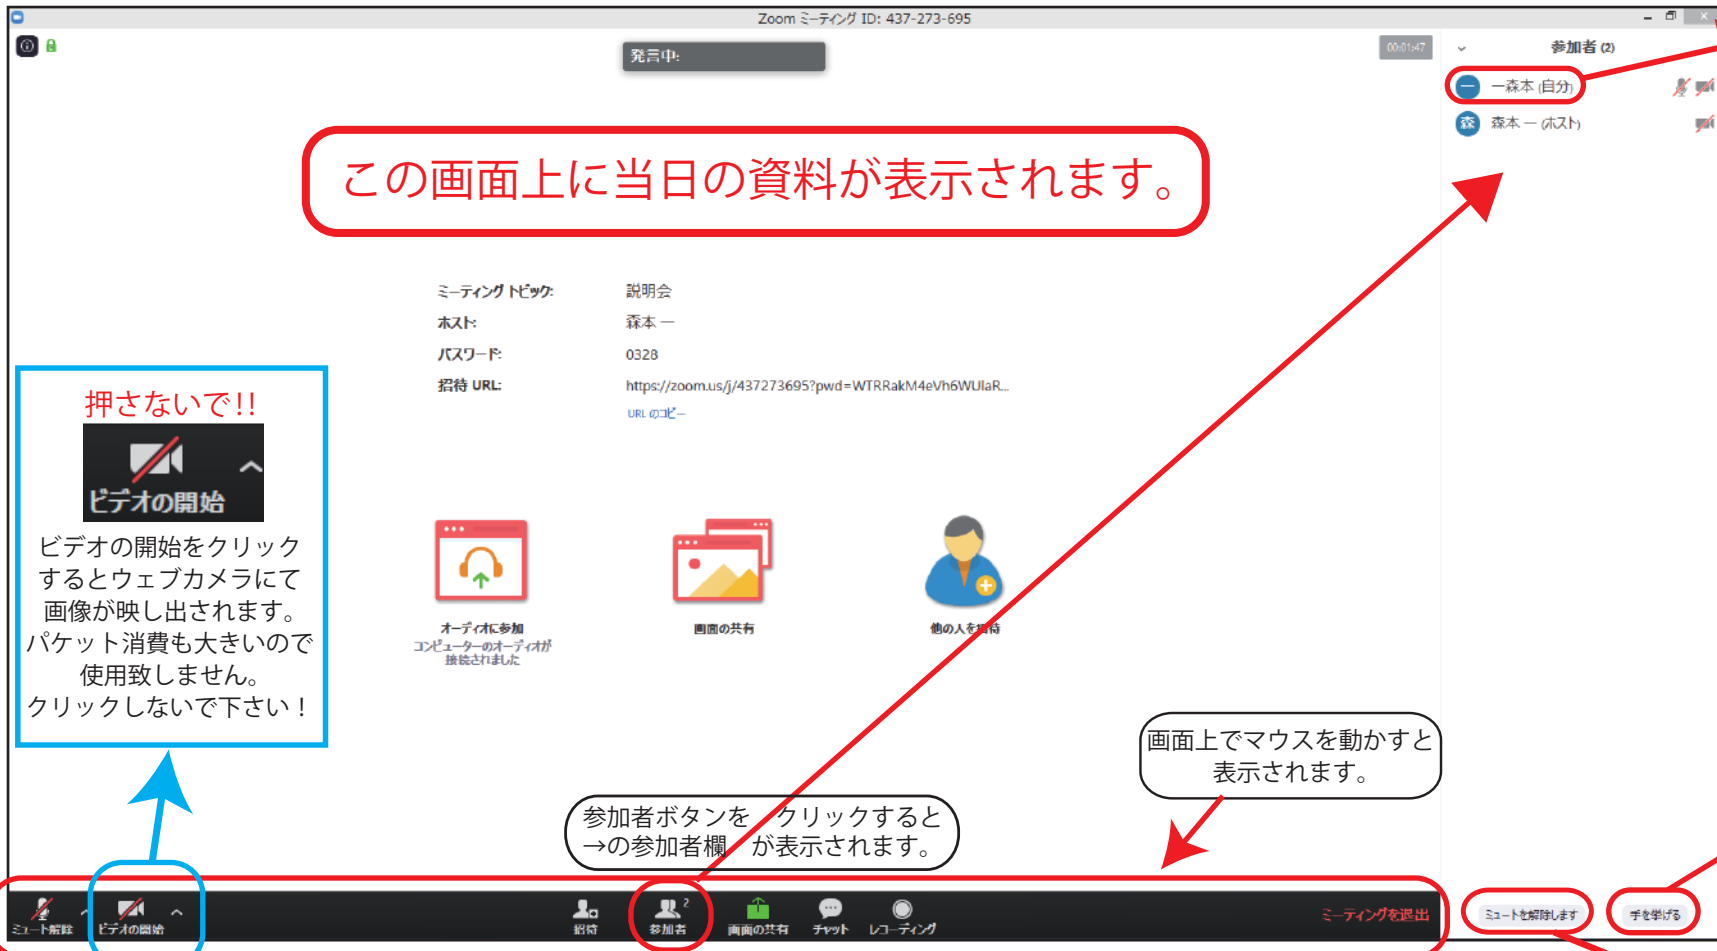 Zoom ミーティング ID: 437-273-695
発言中:
00:01:47
参加者 (2)
一 一森本 (自分)
森 森本 一 (ホスト)
この画面上に当日の資料が表示されます。
ミーティング トピック: 説明会
ホスト: 森本 一
パスワード: 0328
招待 URL: https://zoom.us/j/437273695?pwd=WTRRakM4eVh6WUlaR...
URL のコピー
押さないで!!
ビデオの開始
ビデオの開始をクリック
するとウェブカメラにて
画像が映し出されます。
パケット消費も大きいので
使用致しません。
クリックしないで下さい！
オーディオに参加
コンピューターのオーディオが
接続されました
画面の共有
他の人を招待
画面上でマウスを動かすと
表示されます。
参加者ボタンを クリックすると
→の参加者欄 が表示されます。
ミュート解除
ビデオの開始
招待
2
参加者
画面の共有
チャット
レコーディング
ミーティングを退出
ミュートを解除します
手を挙げる